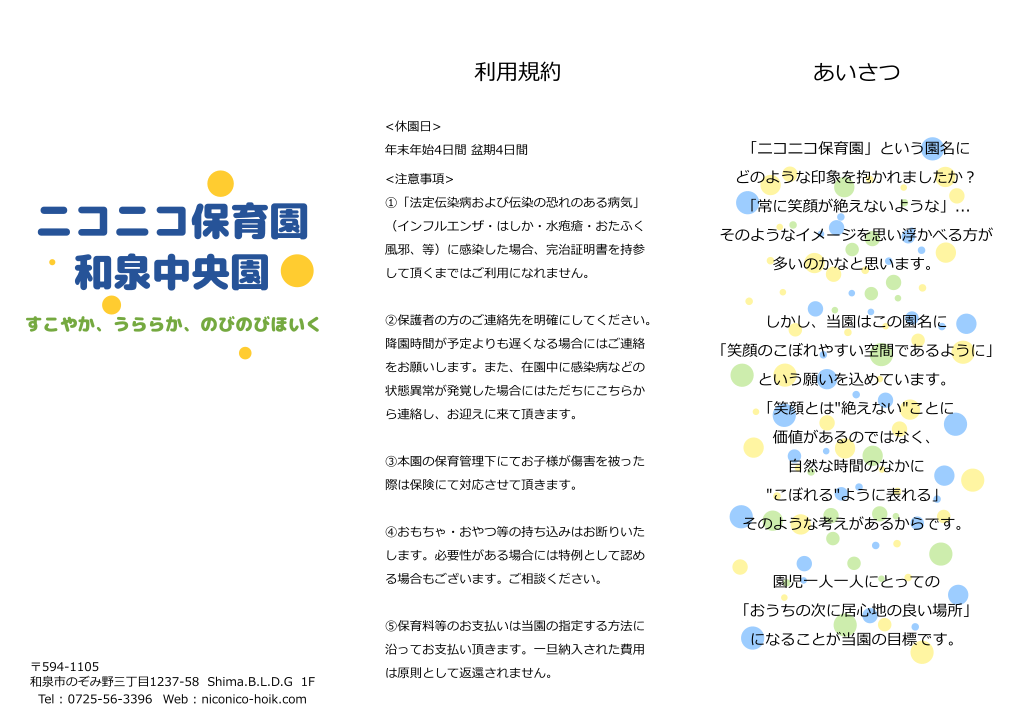 ニコニコ保育園
和泉中央園
すこやか、うららか、のびのびほいく
〒594-1105
和泉市のぞみ野三丁目1237-58 Shima.B.L.D.G 1F
Tel : 0725-56-3396 Web : niconico-hoik.com
利用規約
<休園日>
年末年始4日間 盆期4日間
<注意事項>
①「法定伝染病および伝染の恐れのある病気」
（インフルエンザ・はしか・水疱瘡・おたふく
風邪、等）に感染した場合、完治証明書を持参
して頂くまではご利用になれません。
②保護者の方のご連絡先を明確にしてください。
降園時間が予定よりも遅くなる場合にはご連絡
をお願いします。また、在園中に感染病などの
状態異常が発覚した場合にはただちにこちらか
ら連絡し、お迎えに来て頂きます。
③本園の保育管理下にてお子様が傷害を被った
際は保険にて対応させて頂きます。
④おもちゃ・おやつ等の持ち込みはお断りいた
します。必要性がある場合には特例として認め
る場合もございます。ご相談ください。
⑤保育料等のお支払いは当園の指定する方法に
沿ってお支払い頂きます。一旦納入された費用
は原則として返還されません。
あいさつ
「ニコニコ保育園」という園名に
どのような印象を抱かれましたか？
「常に笑顔が絶えないような」…
そのようなイメージを思い浮かべる方が
多いのかなと思います。
しかし、当園はこの園名に
「笑顔のこぼれやすい空間であるように」
という願いを込めています。
「笑顔とは"絶えない"ことに
価値があるのではなく、
自然な時間のなかに
"こぼれる"ように表れる」
そのような考えがあるからです。
園児一人一人にとっての
「おうちの次に居心地の良い場所」
になることが当園の目標です。